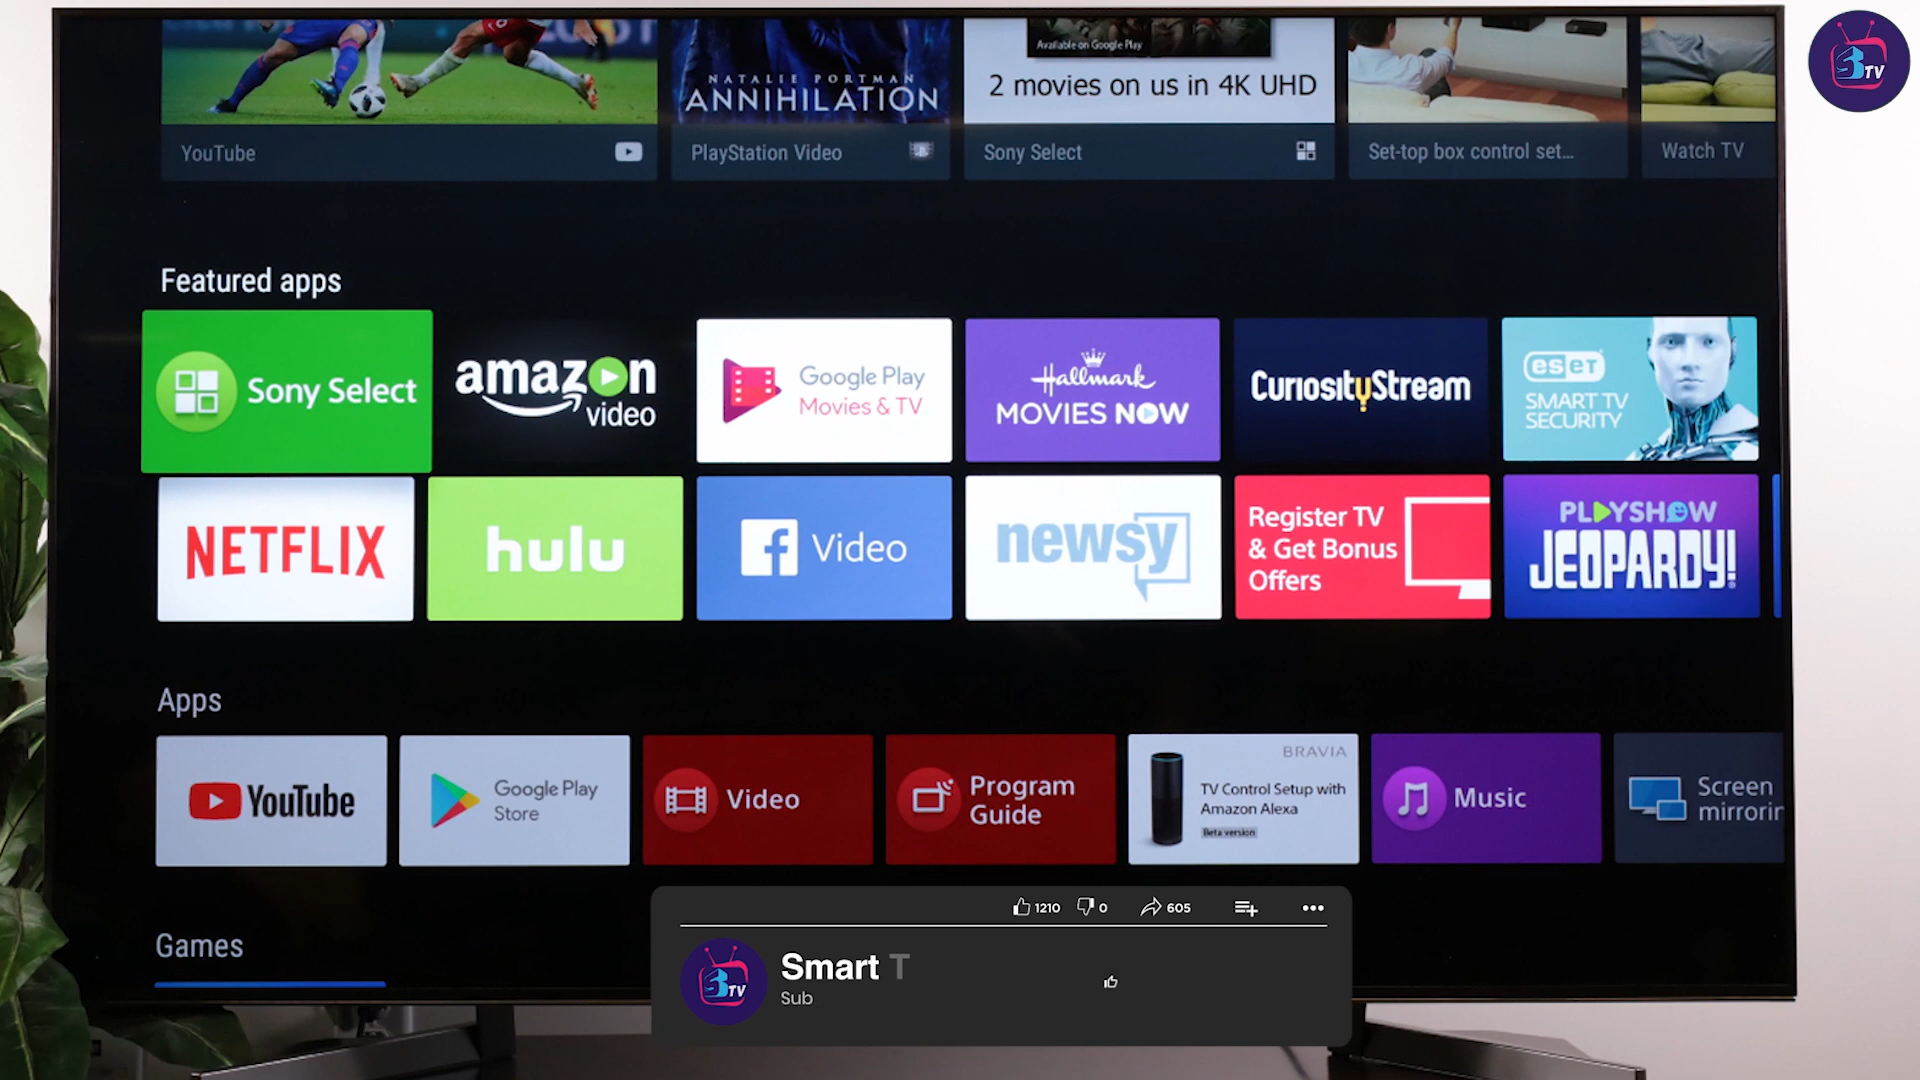 Available on Google Play
NATALIE PORTMAN
ANNIHILATION
2 movies on us in 4K UHD
3TV
YouTube
PlayStation Video
Sony Select
Set-top box control set...
Watch TV
Featured apps
Sony Select
amazon
video
Google Play
Movies & TV
Hallmark
MOVIES NOW
CuriosityStream
eseT
SMART TV
SECURITY
NETFLIX
hulu
f Video
newsy
Register TV
& Get Bonus
Offers
PLAYSHOW
JEOPARDY!
Apps
YouTube
Google Play
Store
Video
Program
Guide
BRAVIA
TV Control Setup with
Amazon Alexa
Beta version
Music
Screen
mirrorin
Games
1210 0 605
3TV
Smart T
Sub